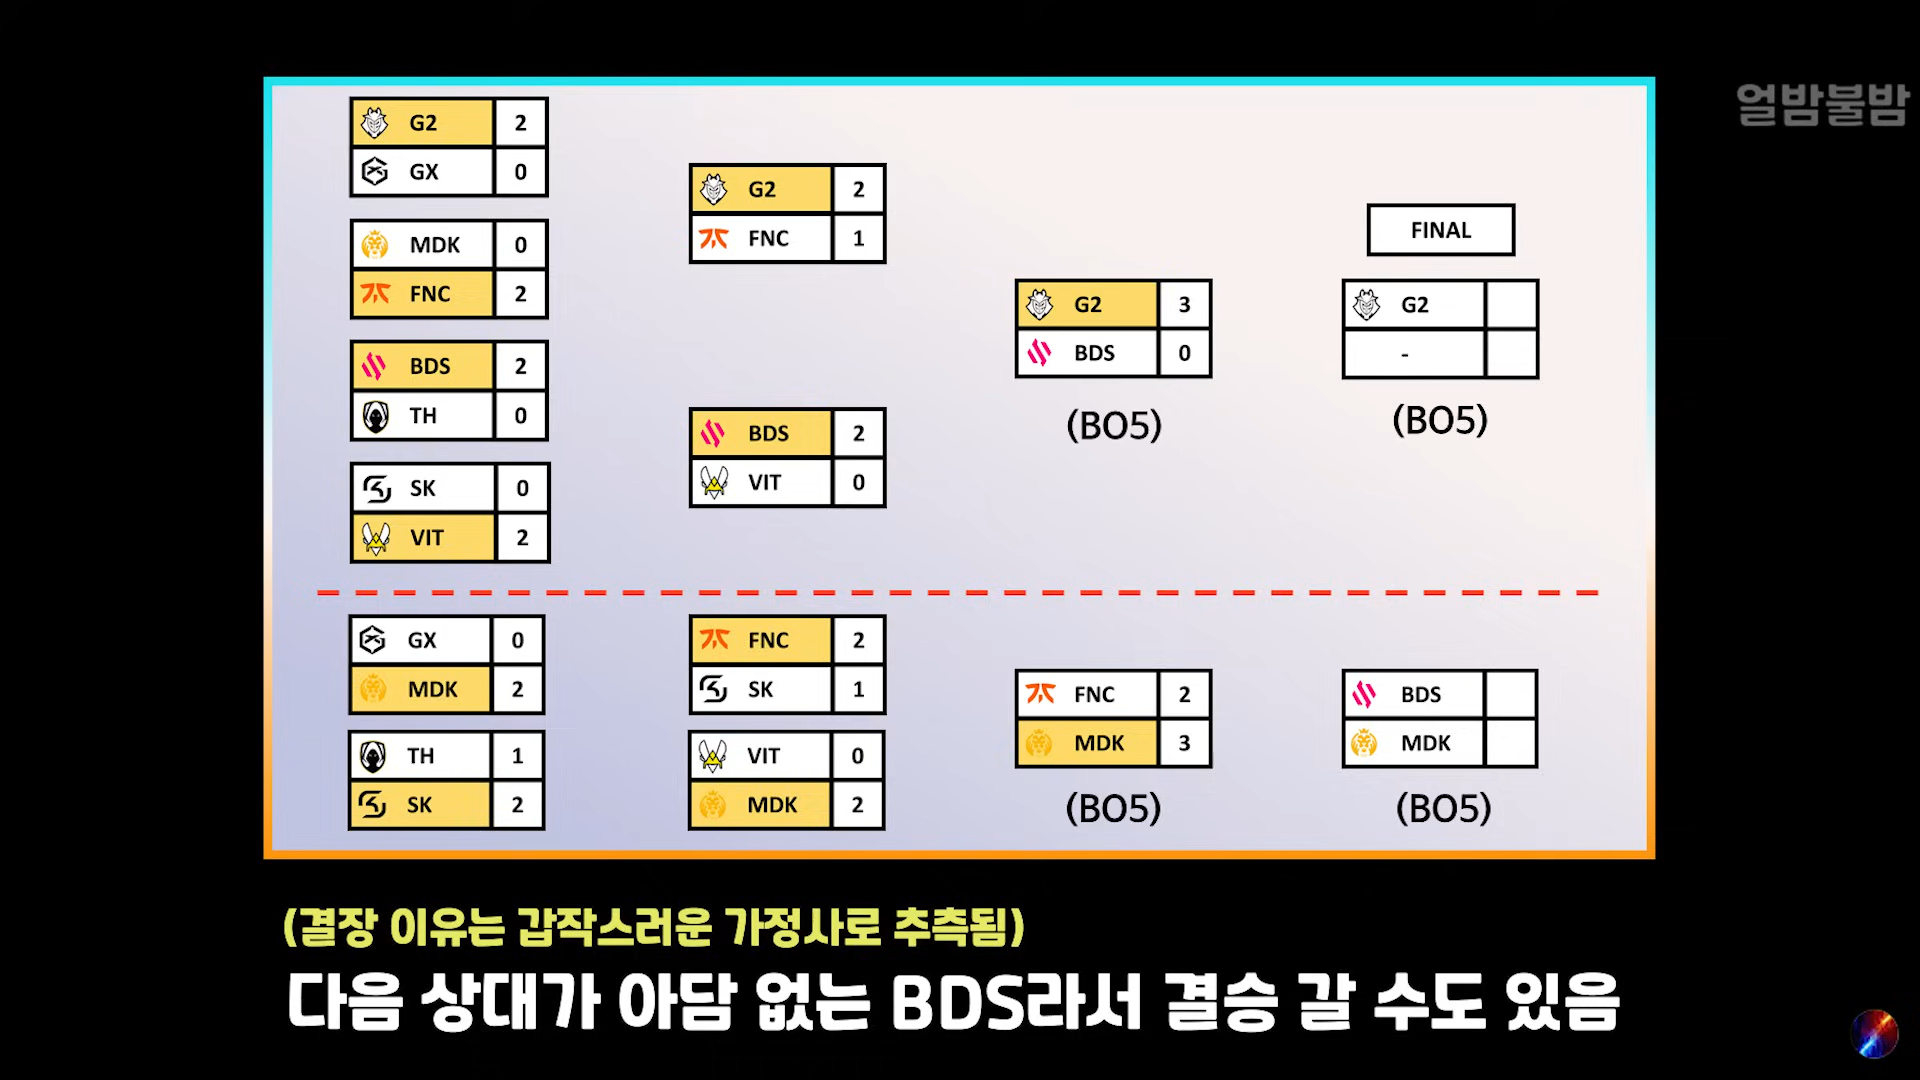 얼밤불밤
G2 2
GX 0
MDK 0
FNC 2
BDS 2
TH 0
SK 0
VIT 2
G2 2
FNC 1
BDS 2
VIT 0
G2 3
BDS 0
(BO5)
FINAL
G2
-
(BO5)
GX 0
MDK 2
TH 1
SK 2
FNC 2
SK 1
VIT 0
MDK 2
FNC 2
MDK 3
(BO5)
BDS
MDK
(BO5)
(결장 이유는 갑작스러운 가정사로 추측됨)
다음 상대가 아담 없는 BDS라서 결승 갈 수도 있음